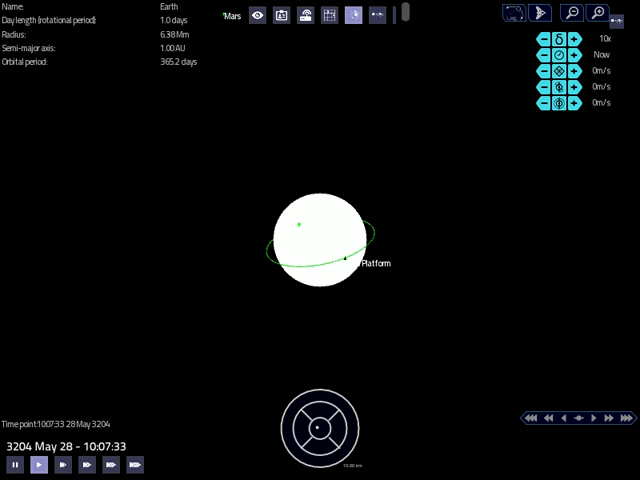 Name: Earth
Day length (rotational period): 1.0 days
Radius: 6.38 Mm
Semi-major axis: 1.00 AU
Orbital period: 365.2 days
Mars
10x
Now
0m/s
0m/s
0m/s
Platform
Time point:10:07:33 28 May 3204
3204 May 28 - 10:07:33
10.00 km